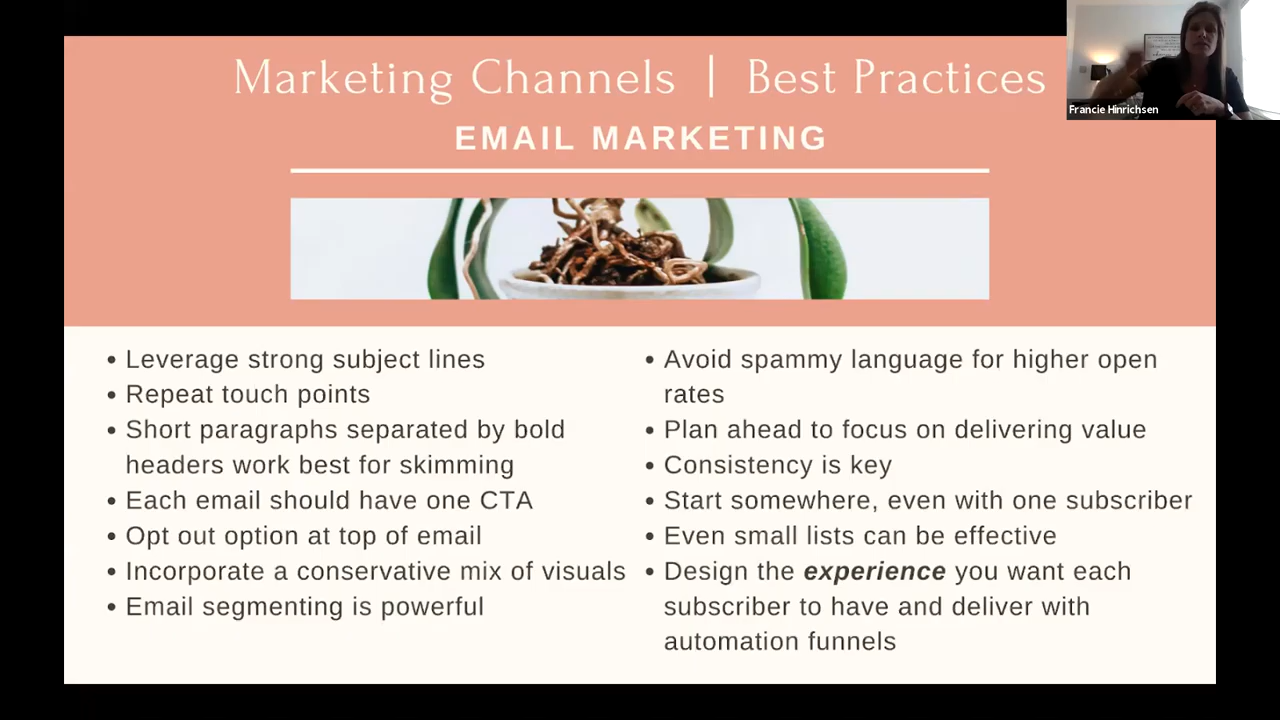 Marketing Channels | Best Practices
EMAIL MARKETING
Francie Hinrichsen
• Leverage strong subject lines
• Repeat touch points
• Short paragraphs separated by bold
headers work best for skimming
• Each email should have one CTA
• Opt out option at top of email
• Incorporate a conservative mix of visuals
• Email segmenting is powerful
• Avoid spammy language for higher open
rates
• Plan ahead to focus on delivering value
• Consistency is key
• Start somewhere, even with one subscriber
• Even small lists can be effective
• Design the experience you want each
subscriber to have and deliver with
automation funnels